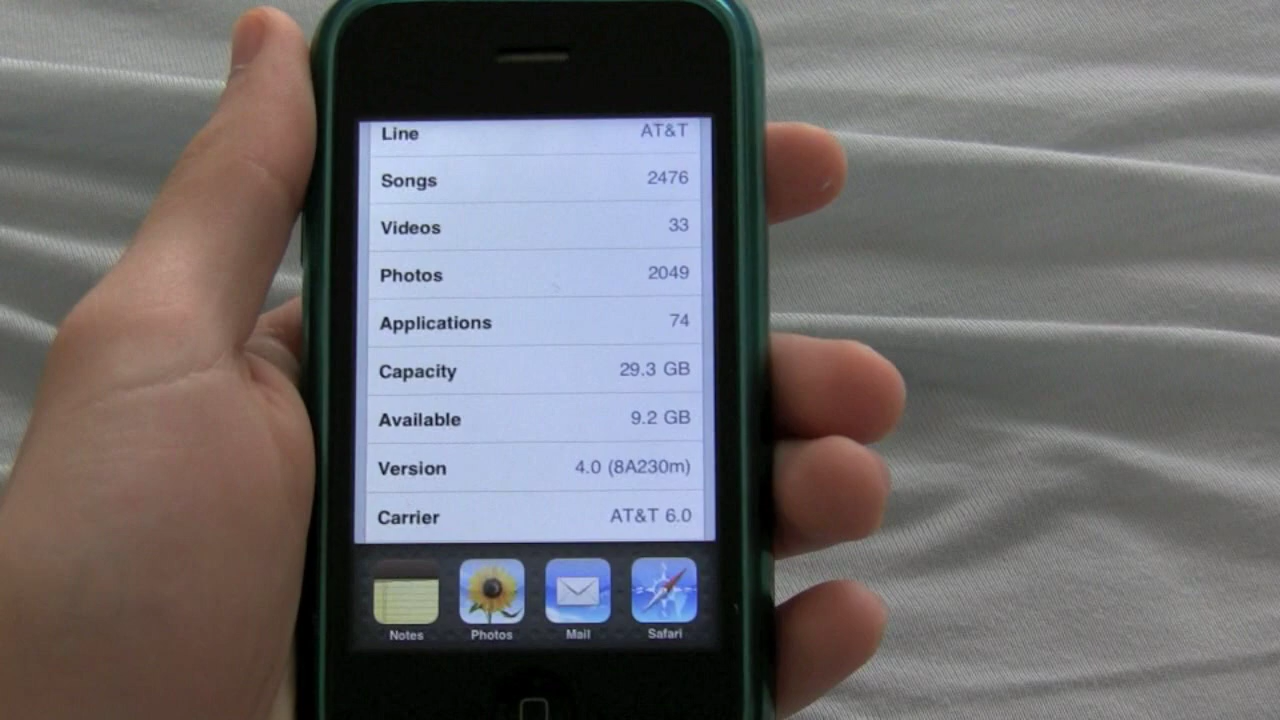 Line AT&T
Songs 2476
Videos 33
Photos 2049
Applications 74
Capacity 29.3 GB
Available 9.2 GB
Version 4.0 (8A230m)
Carrier AT&T 6.0
Notes Photos Mail Safari